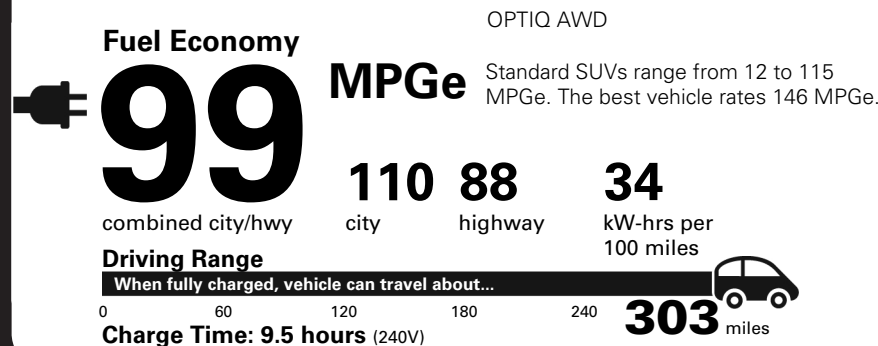 OPTIQ AWD
Fuel Economy
99
MPGe
Standard SUVs range from 12 to 115
MPGe. The best vehicle rates 146 MPGe.
110 88 34
combined city/hwy city highway kW-hrs per
100 miles
Driving Range
When fully charged, vehicle can travel about...
0 60 120 180 240 303 miles
Charge Time: 9.5 hours (240V)